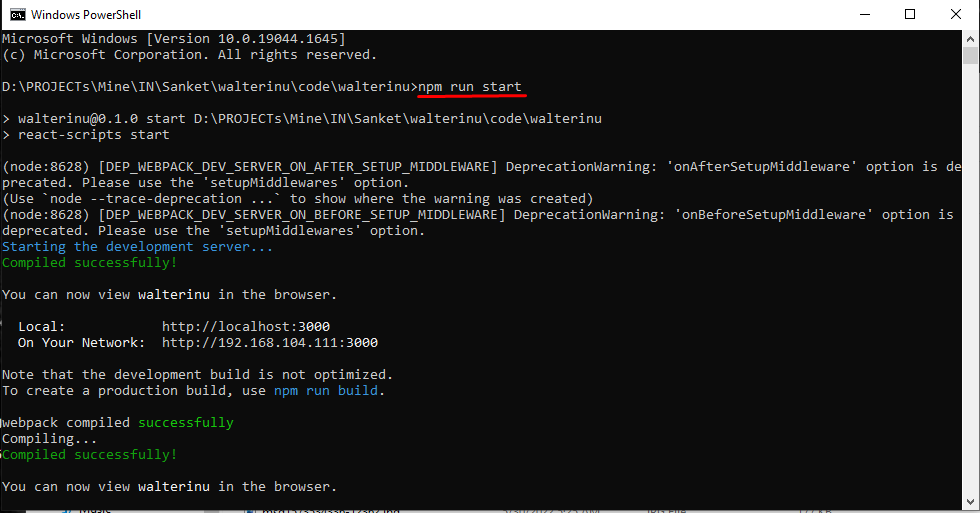 Windows PowerShell
Microsoft Windows [Version 10.0.19044.1645]
(c) Microsoft Corporation. All rights reserved.
D:\PROJECTs\Mine\IN\Sanket\walterinu\code\walterinu>npm run start
> walterinu@0.1.0 start D:\PROJECTs\Mine\IN\Sanket\walterinu\code\walterinu
> react-scripts start
(node:8628) [DEP_WEBPACK_DEV_SERVER_ON_AFTER_SETUP_MIDDLEWARE] DeprecationWarning: 'onAfterSetupMiddleware' option is de
precated. Please use the 'setupMiddlewares' option.
(Use `node --trace-deprecation ...` to show where the warning was created)
(node:8628) [DEP_WEBPACK_DEV_SERVER_ON_BEFORE_SETUP_MIDDLEWARE] DeprecationWarning: 'onBeforeSetupMiddleware' option is
deprecated. Please use the 'setupMiddlewares' option.
Starting the development server...
Compiled successfully!
You can now view walterinu in the browser.
Local: http://localhost:3000
On Your Network: http://192.168.104.111:3000
Note that the development build is not optimized.
To create a production build, use npm run build.
webpack compiled successfully
Compiling...
Compiled successfully!
You can now view walterinu in the browser.